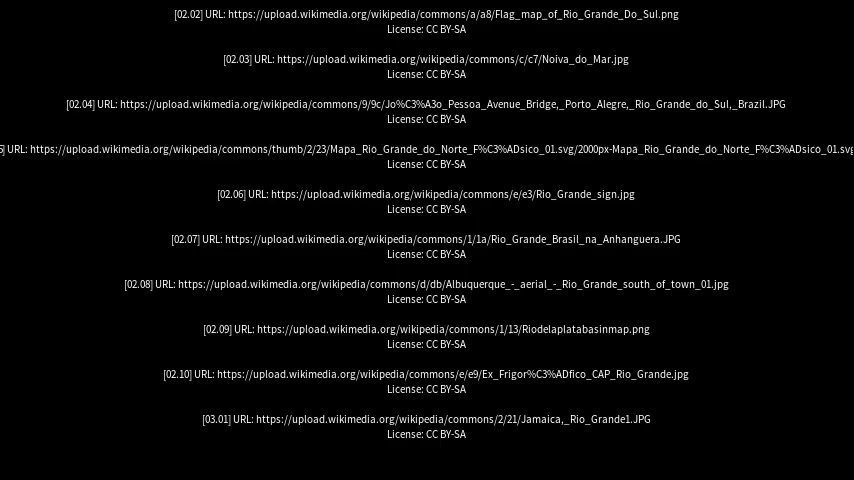 [02.02] URL: https://upload.wikimedia.org/wikipedia/commons/a/a8/Flag_map_of_Rio_Grande_Do_Sul.png
License: CC BY-SA
[02.03] URL: https://upload.wikimedia.org/wikipedia/commons/c/c7/Noiva_do_Mar.jpg
License: CC BY-SA
[02.04] URL: https://upload.wikimedia.org/wikipedia/commons/9/9c/Jo%C3%A3o_Pessoa_Avenue_Bridge,_Porto_Alegre,_Rio_Grande_do_Sul,_Brazil.JPG
License: CC BY-SA
5] URL: https://upload.wikimedia.org/wikipedia/commons/thumb/2/23/Mapa_Rio_Grande_do_Norte_F%C3%ADsico_01.svg/2000px-Mapa_Rio_Grande_do_Norte_F%C3%ADsico_01.svg
License: CC BY-SA
[02.06] URL: https://upload.wikimedia.org/wikipedia/commons/e/e3/Rio_Grande_sign.jpg
License: CC BY-SA
[02.07] URL: https://upload.wikimedia.org/wikipedia/commons/1/1a/Rio_Grande_Brasil_na_Anhanguera.JPG
License: CC BY-SA
[02.08] URL: https://upload.wikimedia.org/wikipedia/commons/d/db/Albuquerque_-_aerial_-_Rio_Grande_south_of_town_01.jpg
License: CC BY-SA
[02.09] URL: https://upload.wikimedia.org/wikipedia/commons/1/13/Riodelaplatabasinmap.png
License: CC BY-SA
[02.10] URL: https://upload.wikimedia.org/wikipedia/commons/e/e9/Ex_Frigor%C3%ADfico_CAP_Rio_Grande.jpg
License: CC BY-SA
[03.01] URL: https://upload.wikimedia.org/wikipedia/commons/2/21/Jamaica,_Rio_Grande1.JPG
License: CC BY-SA